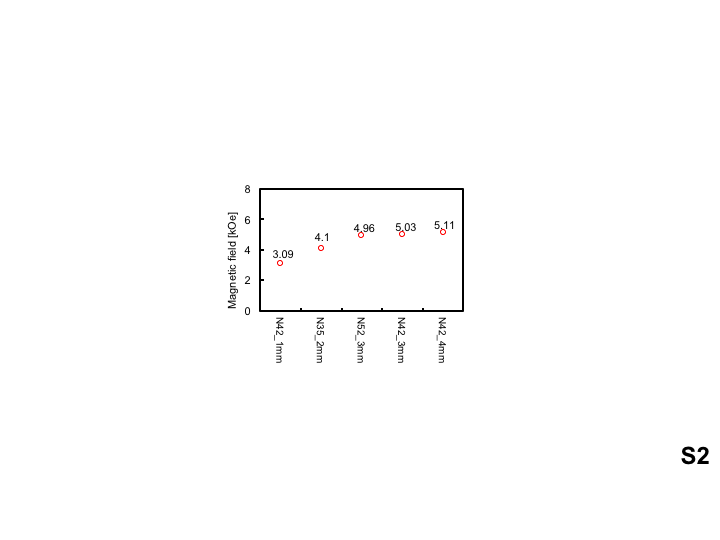 8
6
4
2
0
Magnetic field [kOe]
3.09
4.1
4.96
5.03
5.11
N42_1mm
N35_2mm
N52_3mm
N42_3mm
N42_4mm
S2